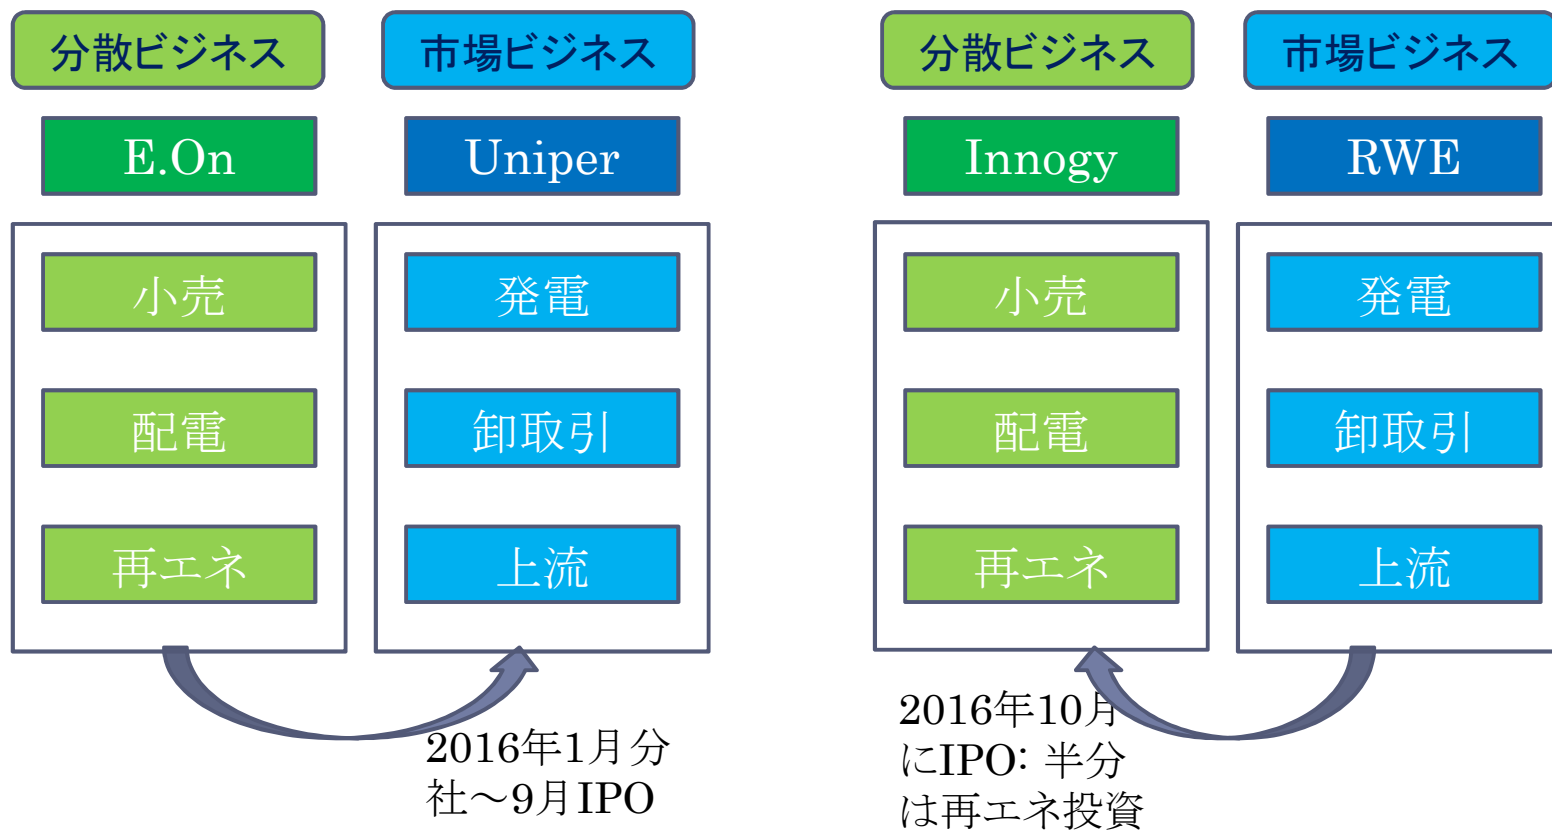 分散ビジネス
市場ビジネス
E.On
Uniper
小売
発電
配電
卸取引
再エネ
上流
2016年1月分
社～9月IPO
分散ビジネス
市場ビジネス
Innogy
RWE
小売
発電
配電
卸取引
再エネ
上流
2016年10月
にIPO: 半分
は再エネ投資